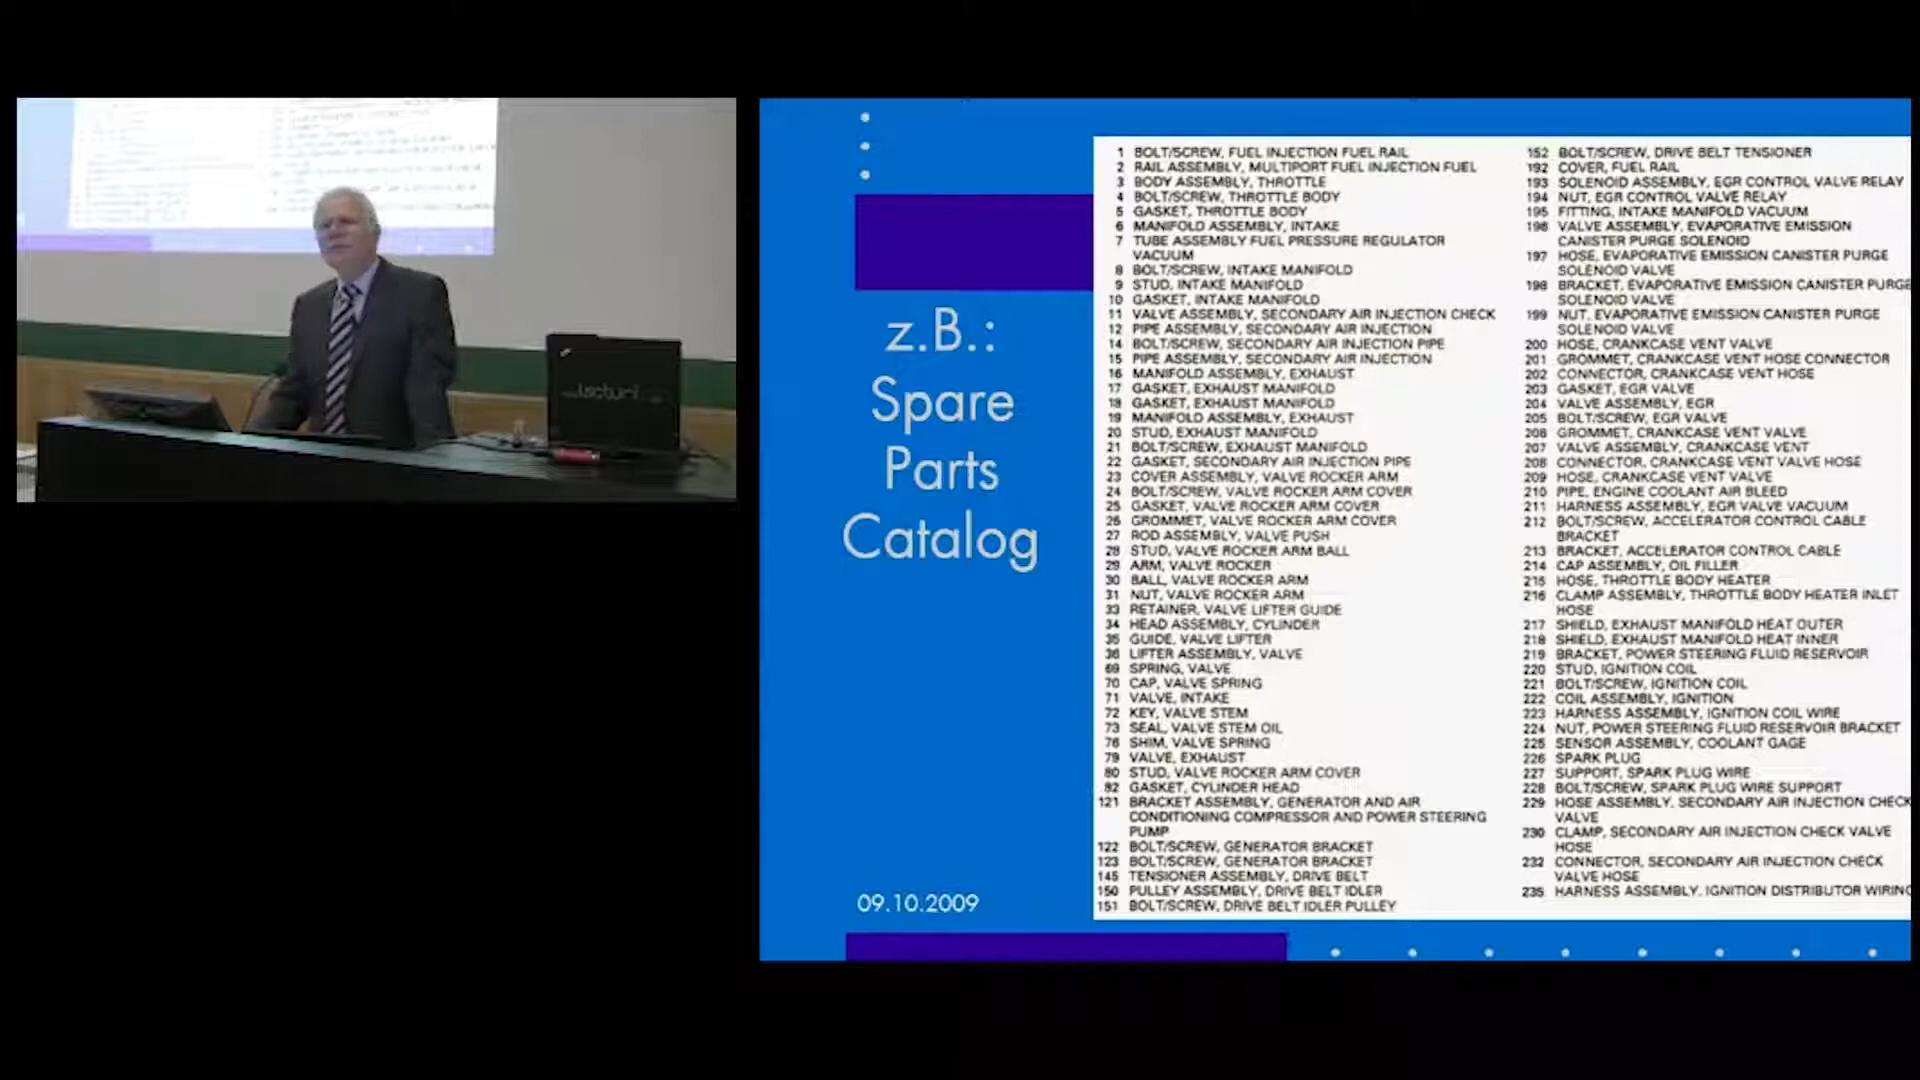 z.B.:
Spare
Parts
Catalog
09.10.2009
1 BOLT/SCREW, FUEL INJECTION FUEL RAIL
2 RAIL ASSEMBLY, MULTIPORT FUEL INJECTION FUEL
3 BODY ASSEMBLY, THROTTLE
4 BOLT/SCREW, THROTTLE BODY
5 GASKET, THROTTLE BODY
6 MANIFOLD ASSEMBLY, INTAKE
7 TUBE ASSEMBLY FUEL PRESSURE REGULATOR
VACUUM
8 BOLT/SCREW, INTAKE MANIFOLD
9 STUD, INTAKE MANIFOLD
10 GASKET, INTAKE MANIFOLD
11 VALVE ASSEMBLY, SECONDARY AIR INJECTION CHECK
12 PIPE ASSEMBLY, SECONDARY AIR INJECTION
14 BOLT/SCREW, SECONDARY AIR INJECTION PIPE
15 PIPE ASSEMBLY, SECONDARY AIR INJECTION
16 MANIFOLD ASSEMBLY, EXHAUST
17 GASKET, EXHAUST MANIFOLD
18 GASKET, EXHAUST MANIFOLD
19 MANIFOLD ASSEMBLY, EXHAUST
20 STUD, EXHAUST MANIFOLD
21 BOLT/SCREW, EXHAUST MANIFOLD
22 GASKET, SECONDARY AIR INJECTION PIPE
23 COVER ASSEMBLY, VALVE ROCKER ARM
24 BOLT/SCREW, VALVE ROCKER ARM COVER
25 GASKET, VALVE ROCKER ARM COVER
26 GROMMET, VALVE ROCKER ARM COVER
27 ROD ASSEMBLY, VALVE PUSH
28 STUD, VALVE ROCKER ARM BALL
29 ARM, VALVE ROCKER
30 BALL, VALVE ROCKER ARM
31 NUT, VALVE ROCKER ARM
33 RETAINER, VALVE LIFTER GUIDE
34 HEAD ASSEMBLY, CYLINDER
35 GUIDE, VALVE LIFTER
36 LIFTER ASSEMBLY, VALVE
69 SPRING, VALVE
70 CAP, VALVE SPRING
71 VALVE, INTAKE
72 KEY, VALVE STEM
73 SEAL, VALVE STEM OIL
76 SHIM, VALVE SPRING
79 VALVE, EXHAUST
80 STUD, VALVE ROCKER ARM COVER
82 GASKET, CYLINDER HEAD
121 BRACKET ASSEMBLY, GENERATOR AND AIR
CONDITIONING COMPRESSOR AND POWER STEERING
PUMP
122 BOLT/SCREW, GENERATOR BRACKET
123 BOLT/SCREW, GENERATOR BRACKET
145 TENSIONER ASSEMBLY, DRIVE BELT
150 PULLEY ASSEMBLY, DRIVE BELT IDLER
151 BOLT/SCREW, DRIVE BELT IDLER PULLEY
152 BOLT/SCREW, DRIVE BELT TENSIONER
192 COVER, FUEL RAIL
193 SOLENOID ASSEMBLY, EGR CONTROL VALVE RELAY
194 NUT, EGR CONTROL VALVE RELAY
195 FITTING, INTAKE MANIFOLD VACUUM
196 VALVE ASSEMBLY, EVAPORATIVE EMISSION
CANISTER PURGE SOLENOID
197 HOSE, EVAPORATIVE EMISSION CANISTER PURGE
SOLENOID VALVE
198 BRACKET, EVAPORATIVE EMISSION CANISTER PURGE
SOLENOID VALVE
199 NUT, EVAPORATIVE EMISSION CANISTER PURGE
SOLENOID VALVE
200 HOSE, CRANKCASE VENT VALVE
201 GROMMET, CRANKCASE VENT HOSE CONNECTOR
202 CONNECTOR, CRANKCASE VENT HOSE
203 GASKET, EGR VALVE
204 VALVE ASSEMBLY, EGR
205 BOLT/SCREW, EGR VALVE
206 GROMMET, CRANKCASE VENT VALVE
207 VALVE ASSEMBLY, CRANKCASE VENT
208 CONNECTOR, CRANKCASE VENT VALVE HOSE
209 HOSE, CRANKCASE VENT VALVE
210 PIPE, ENGINE COOLANT AIR BLEED
211 HARNESS ASSEMBLY, EGR VALVE VACUUM
212 BOLT/SCREW, ACCELERATOR CONTROL CABLE
BRACKET
213 BRACKET, ACCELERATOR CONTROL CABLE
214 CAP ASSEMBLY, OIL FILLER
215 HOSE, THROTTLE BODY HEATER
216 CLAMP ASSEMBLY, THROTTLE BODY HEATER INLET
HOSE
217 SHIELD, EXHAUST MANIFOLD HEAT OUTER
218 SHIELD, EXHAUST MANIFOLD HEAT INNER
219 BRACKET, POWER STEERING FLUID RESERVOIR
220 STUD, IGNITION COIL
221 BOLT/SCREW, IGNITION COIL
222 COIL ASSEMBLY, IGNITION
223 HARNESS ASSEMBLY, IGNITION COIL WIRE
224 NUT, POWER STEERING FLUID RESERVOIR BRACKET
225 SENSOR ASSEMBLY, COOLANT GAGE
226 SPARK PLUG
227 SUPPORT, SPARK PLUG WIRE
228 BOLT/SCREW, SPARK PLUG WIRE SUPPORT
229 HOSE ASSEMBLY, SECONDARY AIR INJECTION CHECK
VALVE
230 CLAMP, SECONDARY AIR INJECTION CHECK VALVE
HOSE
232 CONNECTOR, SECONDARY AIR INJECTION CHECK
VALVE HOSE
235 HARNESS ASSEMBLY, IGNITION DISTRIBUTOR WIRING